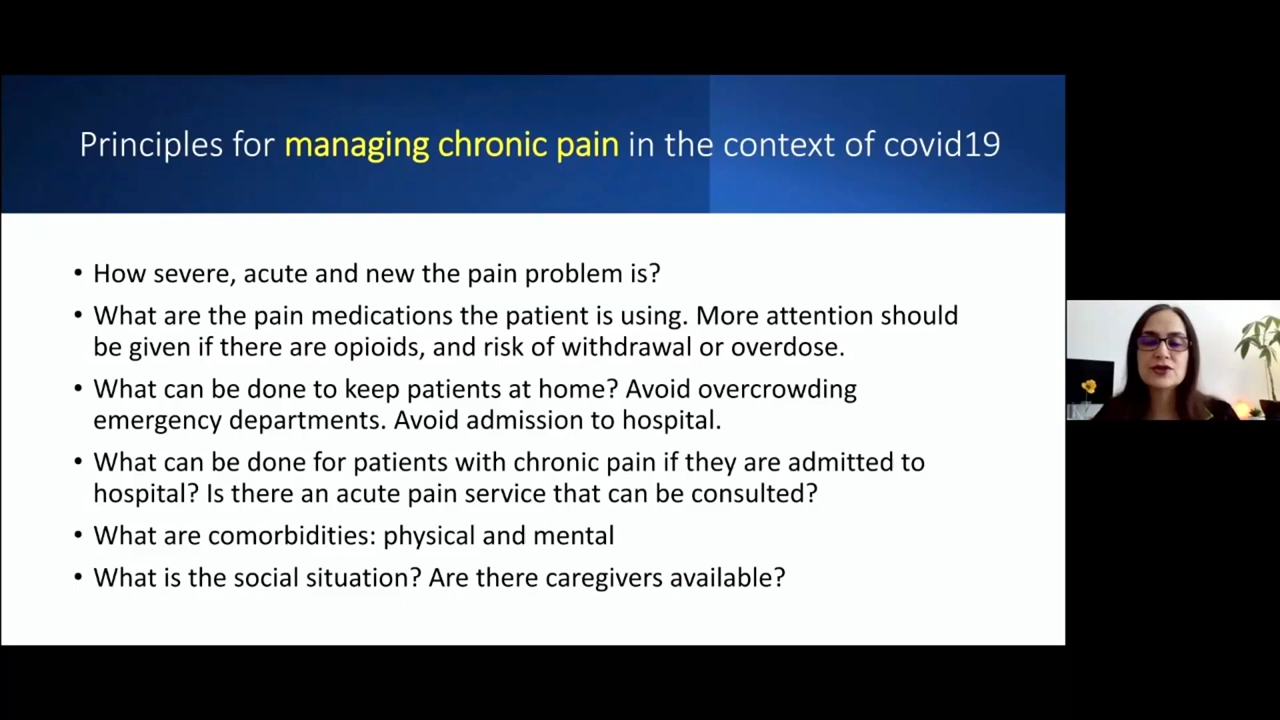 Principles for managing chronic pain in the context of covid19
• How severe, acute and new the pain problem is?
• What are the pain medications the patient is using. More attention should
be given if there are opioids, and risk of withdrawal or overdose.
• What can be done to keep patients at home? Avoid overcrowding
emergency departments. Avoid admission to hospital.
• What can be done for patients with chronic pain if they are admitted to
hospital? Is there an acute pain service that can be consulted?
• What are comorbidities: physical and mental
• What is the social situation? Are there caregivers available?